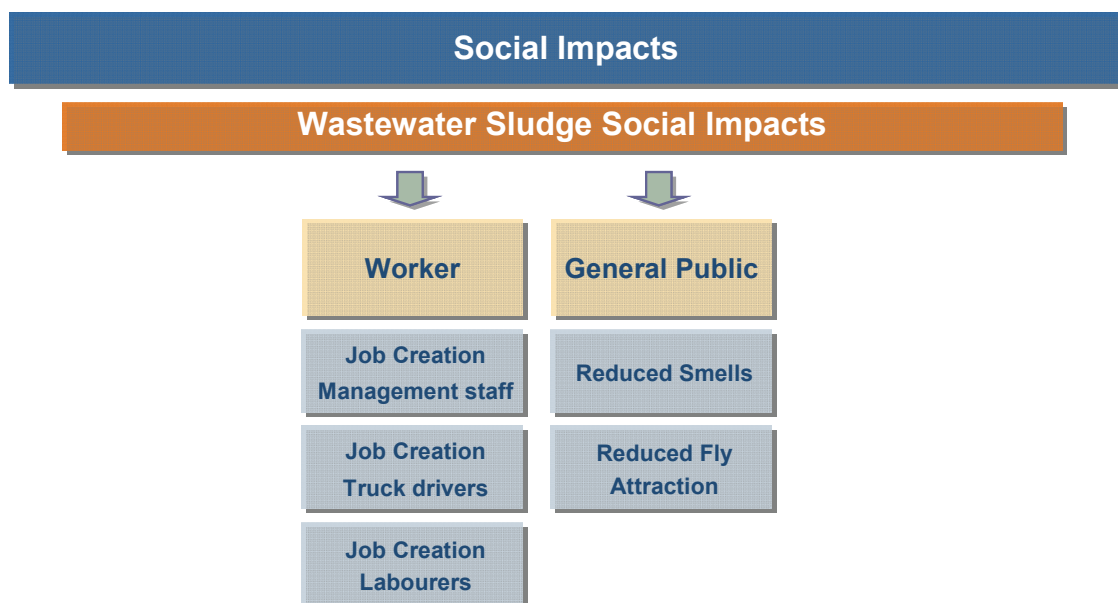 Social Impacts
Wastewater Sludge Social Impacts
Worker
General Public
Job Creation
Management staff
Reduced Smells
Job Creation
Truck drivers
Reduced Fly
Attraction
Job Creation
Labourers